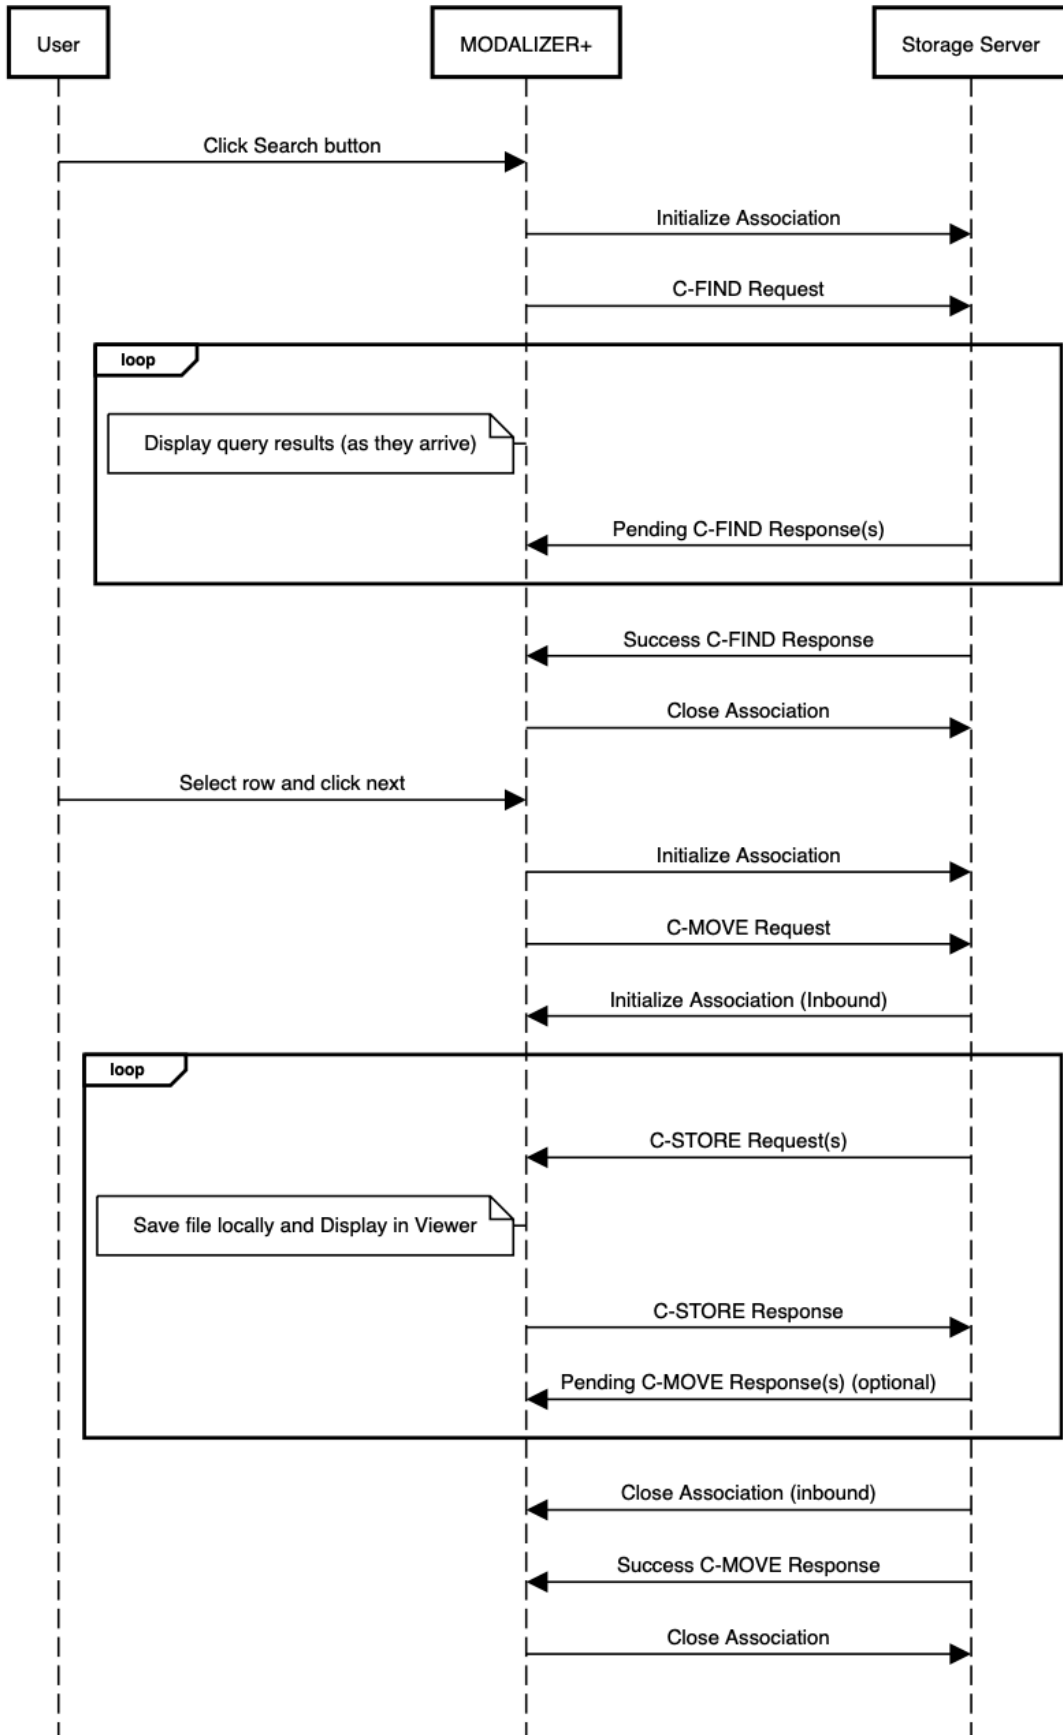 User
MODALIZER+
Storage Server
Click Search button
Initialize Association
C-FIND Request
loop
Display query results (as they arrive)
Pending C-FIND Response(s)
Success C-FIND Response
Close Association
Select row and click next
Initialize Association
C-MOVE Request
Initialize Association (Inbound)
loop
C-STORE Request(s)
Save file locally and Display in Viewer
C-STORE Response
Pending C-MOVE Response(s) (optional)
Close Association (inbound)
Success C-MOVE Response
Close Association